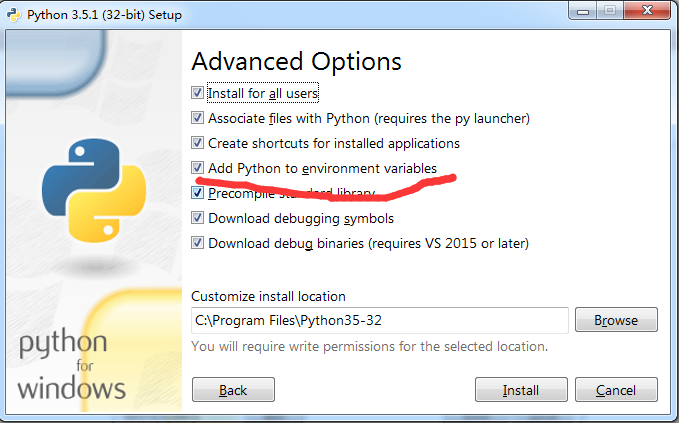 Python 3.5.1 (32-bit) Setup
Advanced Options
Install for all users
Associate files with Python (requires the py launcher)
Create shortcuts for installed applications
Add Python to environment variables
Precompile standard library
Download debugging symbols
Download debug binaries (requires VS 2015 or later)
Customize install location
C:\Program Files\Python35-32
Browse
You will require write permissions for the selected location.
python
for
windows
Back
Install
Cancel